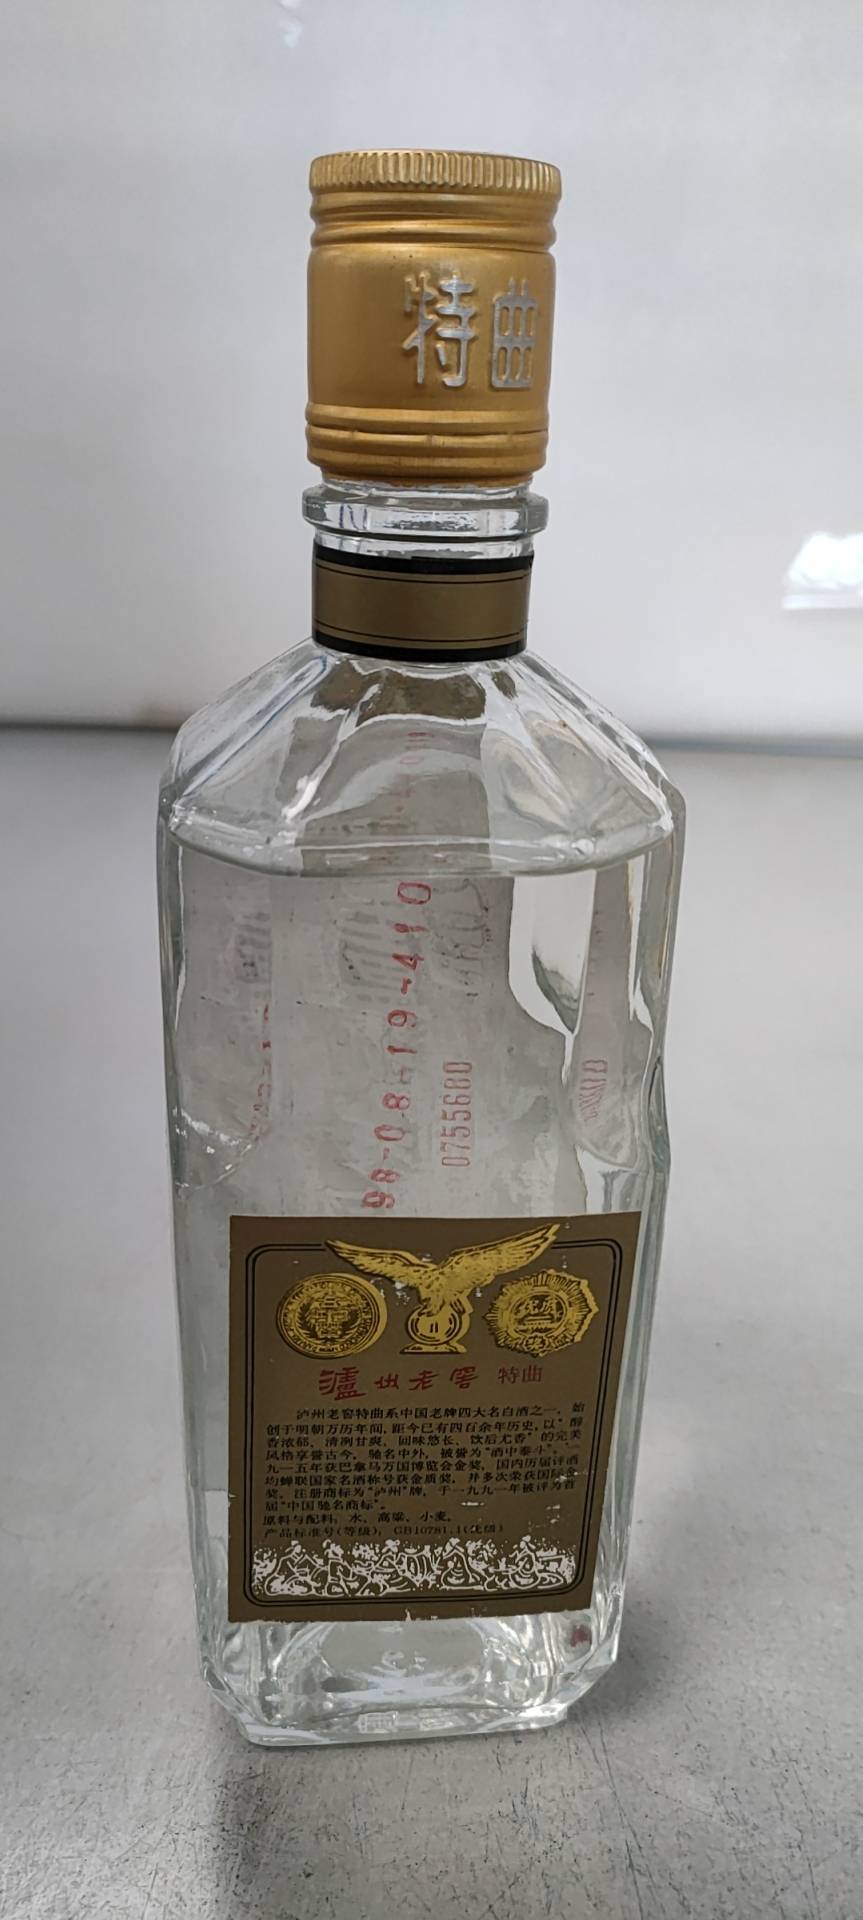 特曲
98-08-19-410
0755680
泸州老窖 特曲
泸州老窖特曲系中国老牌四大名白酒之一，始
创于明朝万历年间，距今已有四百余年历史，以“醇
香浓郁、清洌甘爽、回味悠长、饮后尤香”的完美
风格享誉古今，驰名中外，被誉为“酒中泰斗”，一
九一五年获巴拿马万国博览会金奖，国内历届评酒
均蝉联国家名酒称号获金质奖，并多次荣获国际金
奖，注册商标为“泸州”牌，于一九九一年被评为首
届“中国驰名商标”。
原料与配料：水、高粱、小麦。
产品标准号(等级)：GB10781.1(优级)